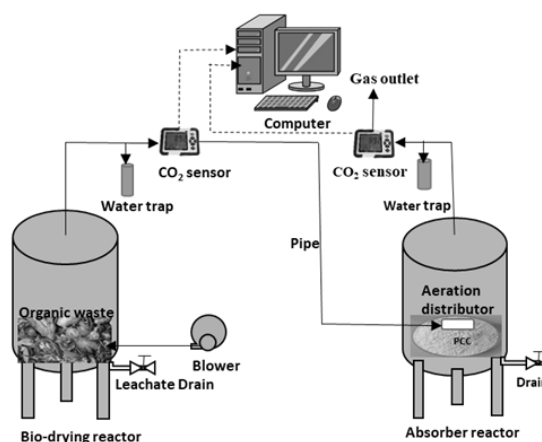 Gas outlet
Computer
CO₂ sensor
CO₂ sensor
Water trap
Water trap
Pipe
Organic waste
Aeration
distributor
PCC
Blower
Leachate Drain
Drain
Bio-drying reactor
Absorber reactor